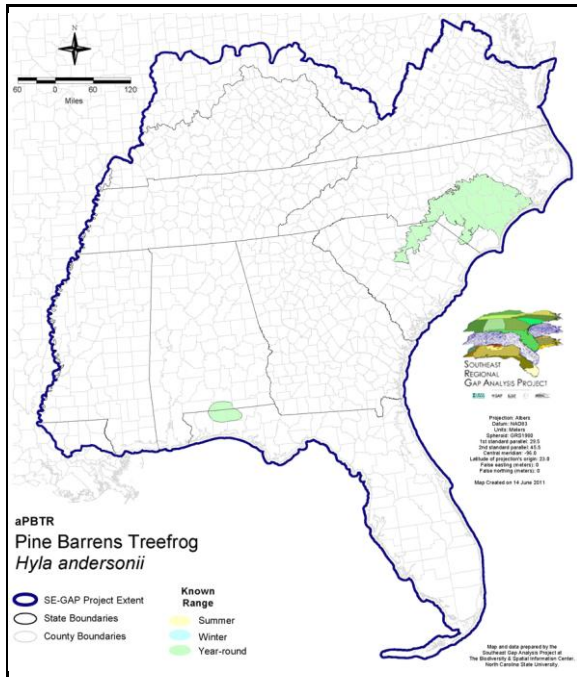 N
60 0 60 120
Miles
SOUTHEAST
REGIONAL
GAP ANALYSIS PROJECT
Projection: Albers
Datum: NAD83
Units: Meters
Spheroid: GRS1980
1st standard parallel: 29.5
2nd standard parallel: 45.5
Central meridian: -96.0
Latitude of projection's origin: 23.0
False easting (meters): 0
False northing (meters): 0
Map Created on 14 June 2011
aPBTR
Pine Barrens Treefrog
Hyla andersonii
SE-GAP Project Extent
State Boundaries
County Boundaries
Known
Range
Summer
Winter
Year-round
Map and data prepared by the
Southeast Gap Analysis Project at
The Biodiversity & Spatial Information Center,
North Carolina State University.